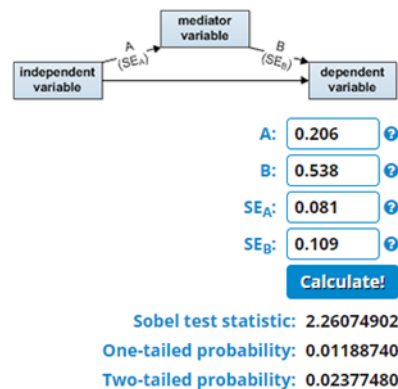 mediator
variable
A
(SEA)
B
(SEB)
independent
variable
dependent
variable
A: 0.206 ?
B: 0.538 ?
SEA: 0.081 ?
SEB: 0.109 ?
Calculate!
Sobel test statistic: 2.26074902
One-tailed probability: 0.01188740
Two-tailed probability: 0.02377480